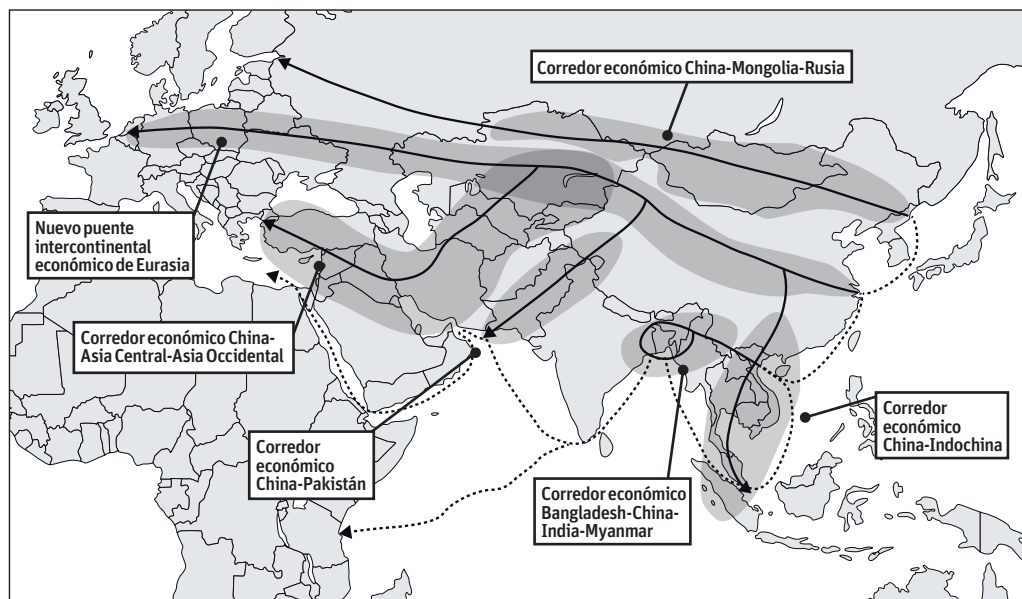 Corredor económico China-Mongolia-Rusia
Nuevo puente
intercontinental
económico de Eurasia
Corredor económico China-
Asia Central-Asia Occidental
Corredor
económico
China-Pakistán
Corredor económico
Bangladesh-China-
India-Myanmar
Corredor
económico
China-Indochina